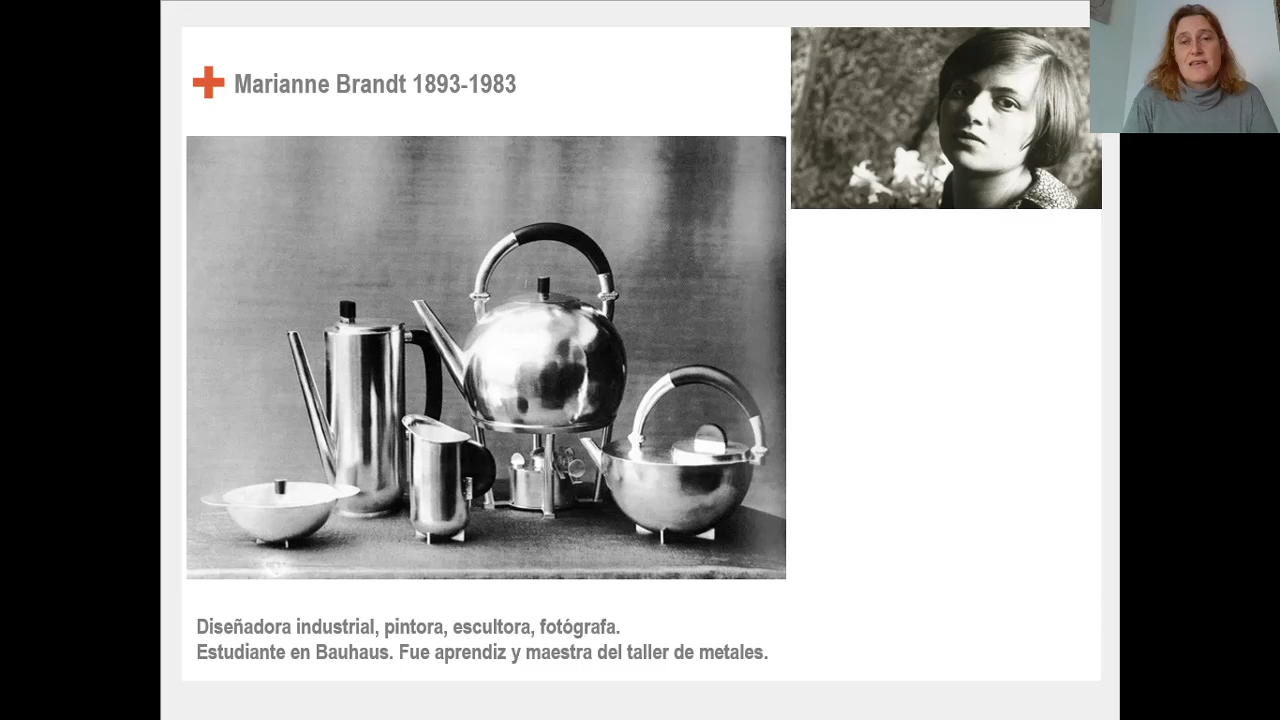 Marianne Brandt 1893-1983
Diseñadora industrial, pintora, escultora, fotógrafa.
Estudiante en Bauhaus. Fue aprendiz y maestra del taller de metales.